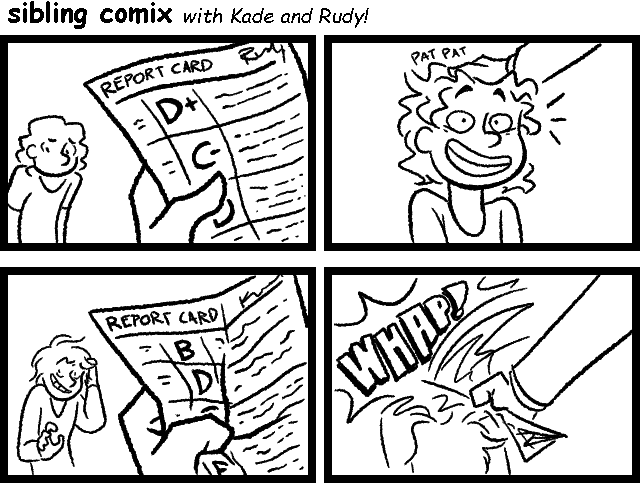 sibling comix with Kade and Rudy!
REPORT CARD Rudy
D+
C-
PAT PAT
REPORT CARD
B
D
F
WHAP!